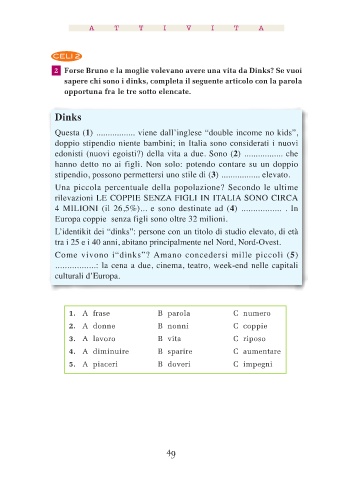 A T T I V I T A
CELI 2
2 Forse Bruno e la moglie volevano avere una vita da Dinks? Se vuoi
sapere chi sono i dinks, completa il seguente articolo con la parola
opportuna fra le tre sotto elencate.
Dinks
Questa (1) ................ viene dall'inglese "double income no kids",
doppio stipendio niente bambini; in Italia sono considerati i nuovi
edonisti (nuovi egoisti?) della vita a due. Sono (2) ................ che
hanno detto no ai figli. Non solo: potendo contare su un doppio
stipendio, possono permettersi uno stile di (3) ................ elevato.
Una piccola percentuale della popolazione? Secondo le ultime
rilevazioni LE COPPIE SENZA FIGLI IN ITALIA SONO CIRCA
4 MILIONI (il 26,5%)... e sono destinate ad (4) ................ . In
Europa coppie senza figli sono oltre 32 milioni.
L'identikit dei "dinks": persone con un titolo di studio elevato, di età
tra i 25 e i 40 anni, abitano principalmente nel Nord, Nord-Ovest.
Come vivono i"dinks"? Amano concedersi mille piccoli (5)
................: la cena a due, cinema, teatro, week-end nelle capitali
culturali d'Europa.
1. A frase B parola C numero
2. A donne B nonni C coppie
3. A lavoro B vita C riposo
4. A diminuire B sparire C aumentare
5. A piaceri B doveri C impegni
49